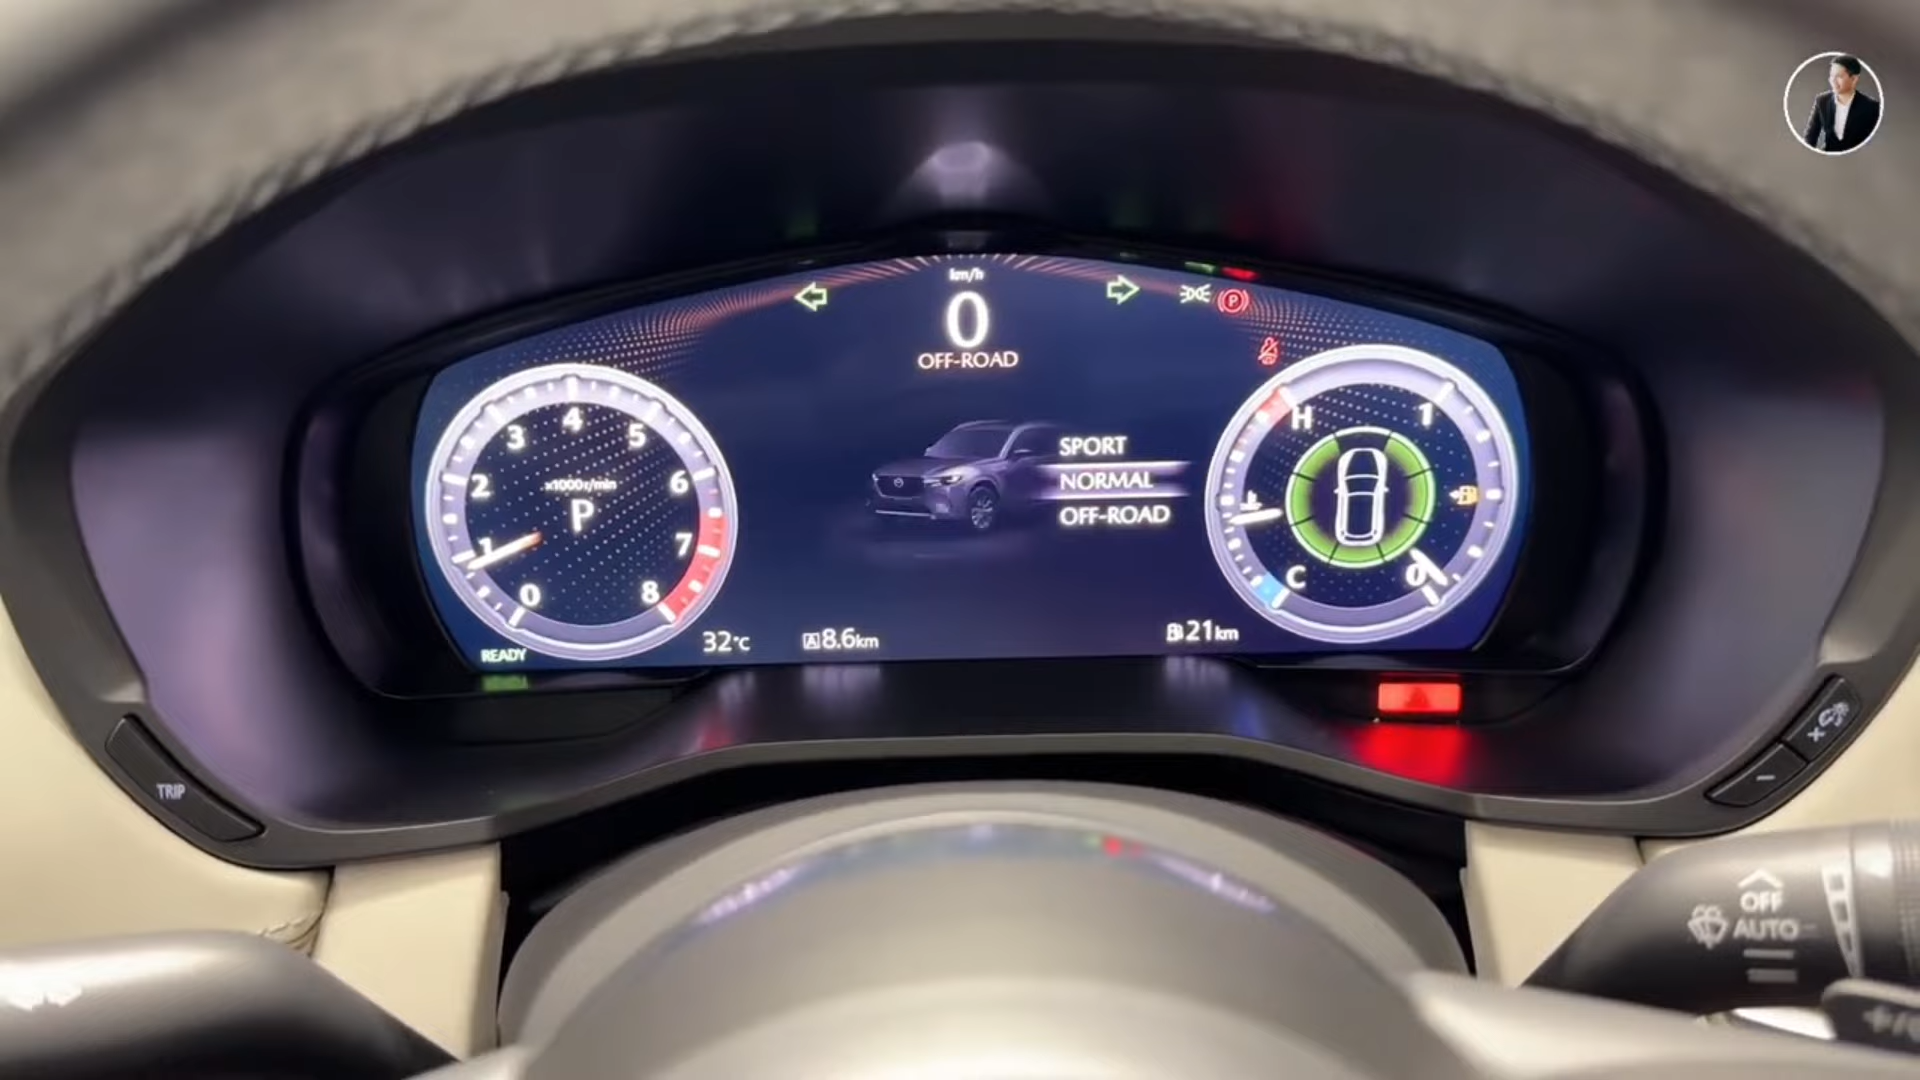 km/h
0
OFF-ROAD
P
SPORT
NORMAL
OFF-ROAD
0
1
2
3
4
5
6
7
8
x1000r/min
P
H
C
1
0
READY
32°C
A 8.6km
21km
TRIP
-
OFF
AUTO